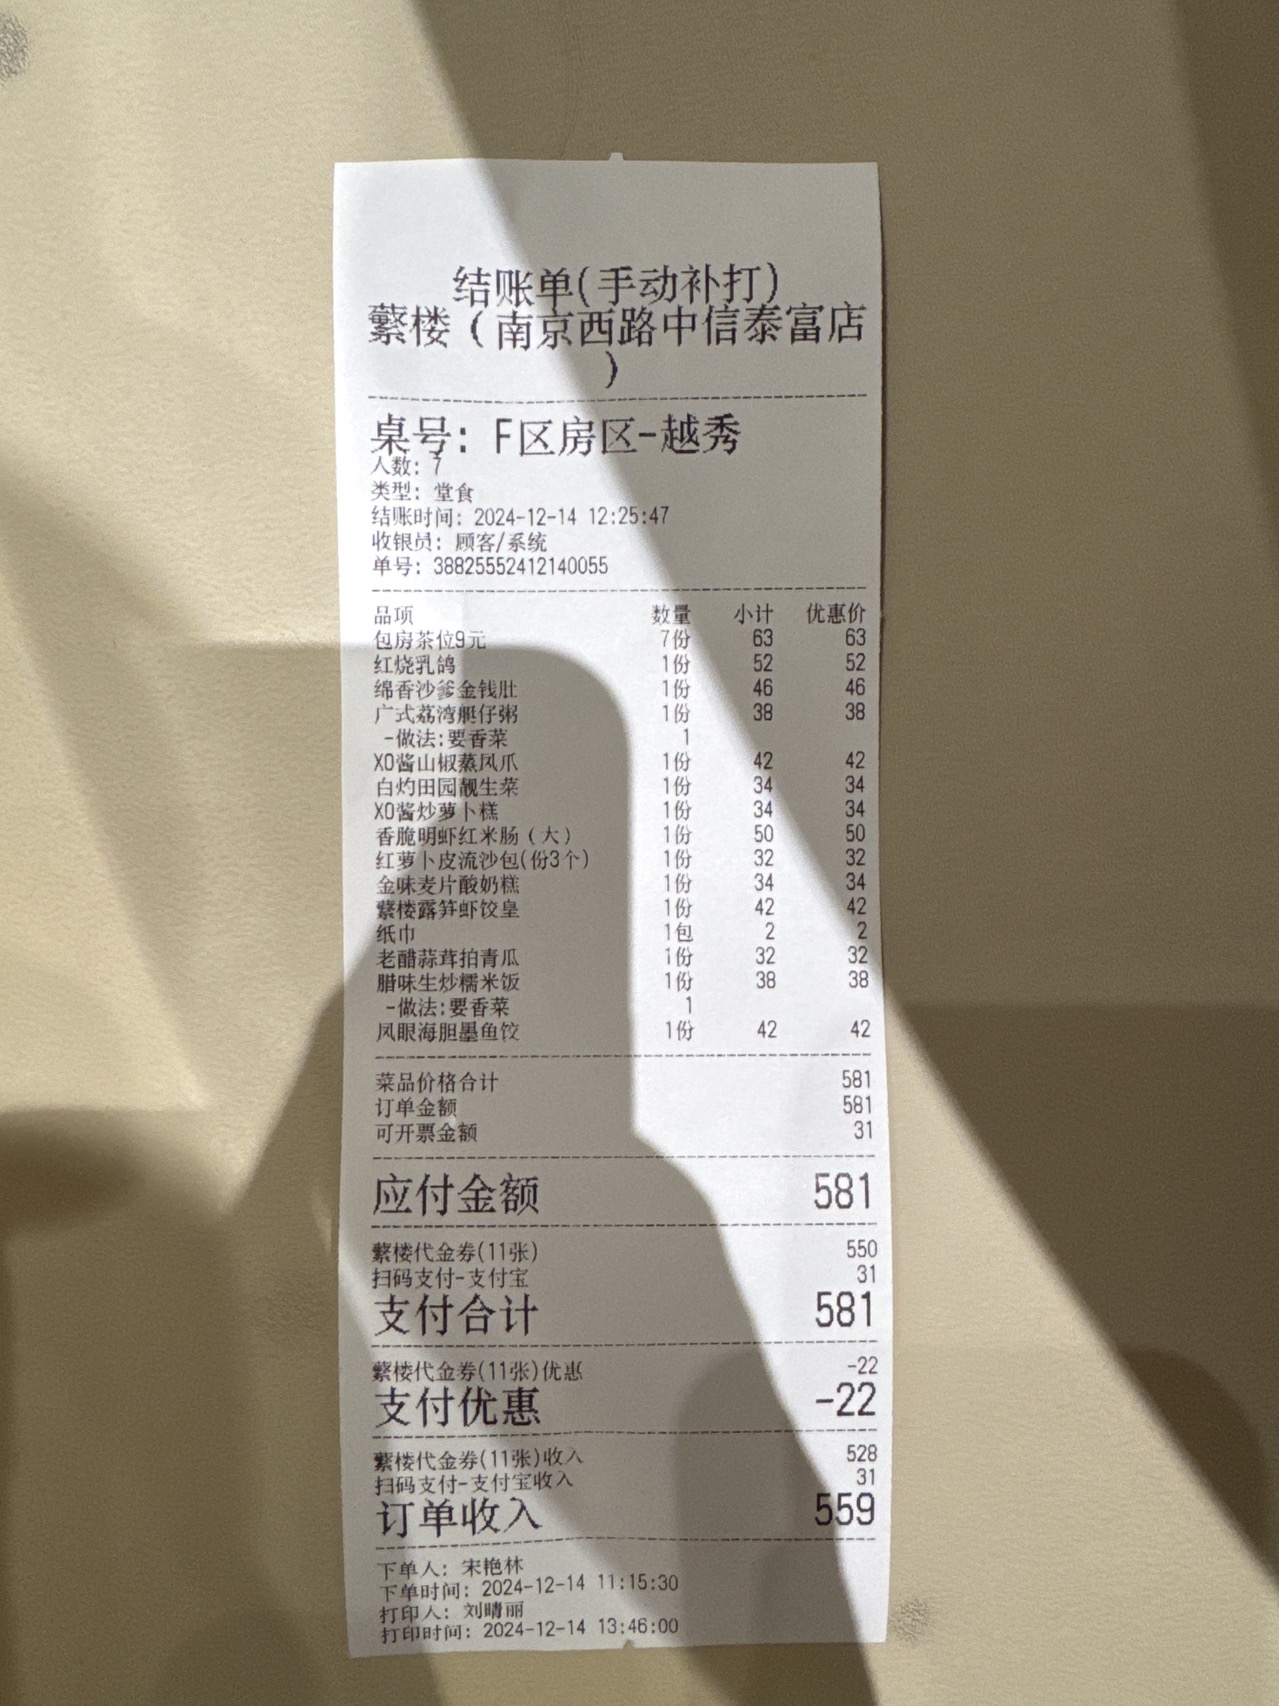 结账单(手动补打)
蘩楼（南京西路中信泰富店
）
桌号: F区房区-越秀
人数: 7
类型: 堂食
结账时间: 2024-12-14 12:25:47
收银员: 顾客/系统
单号: 38825552412140055
品项 数量 小计 优惠价
包房茶位9元 7份 63 63
红烧乳鸽 1份 52 52
绵香沙爹金钱肚 1份 46 46
广式荔湾艇仔粥 1份 38 38
-做法:要香菜 1
XO酱山椒蒸凤爪 1份 42 42
白灼田园靓生菜 1份 34 34
XO酱炒萝卜糕 1份 34 34
香脆明虾红米肠（大） 1份 50 50
红萝卜皮流沙包(份3个) 1份 32 32
金味麦片酸奶糕 1份 34 34
蘩楼露笋虾饺皇 1份 42 42
纸巾 1包 2 2
老醋蒜茸拍青瓜 1份 32 32
腊味生炒糯米饭 1份 38 38
-做法:要香菜 1
凤眼海胆墨鱼饺 1份 42 42
菜品价格合计 581
订单金额 581
可开票金额 31
应付金额 581
蘩楼代金券(11张) 550
扫码支付-支付宝 31
支付合计 581
蘩楼代金券(11张)优惠 -22
支付优惠 -22
蘩楼代金券(11张)收入 528
扫码支付-支付宝收入 31
订单收入 559
下单人: 宋艳林
下单时间: 2024-12-14 11:15:30
打印人: 刘晴丽
打印时间: 2024-12-14 13:46:00